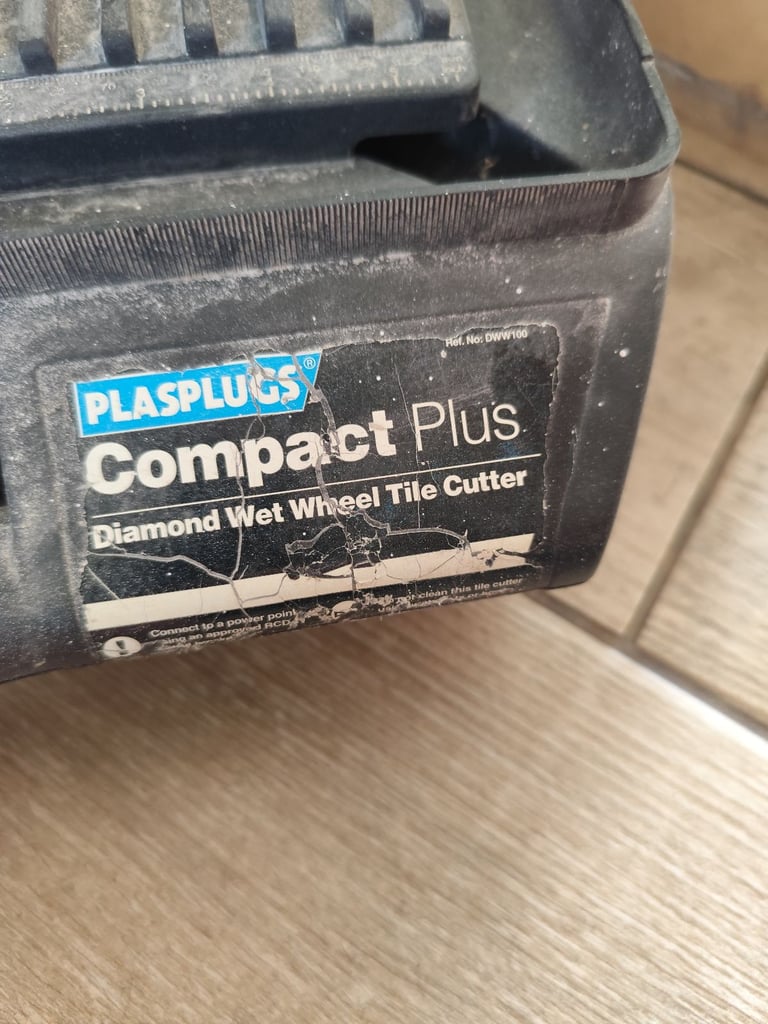 Ref. No: DWW100
PLASPLUGS®
Compact Plus
Diamond Wet Wheel Tile Cutter
Connect to a power point
using an approved RCD
not clean this tile cutter